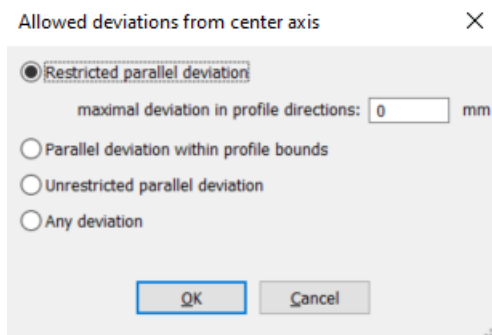 Allowed deviations from center axis
Restricted parallel deviation
maximal deviation in profile directions: 0 mm
Parallel deviation within profile bounds
Unrestricted parallel deviation
Any deviation
OK Cancel